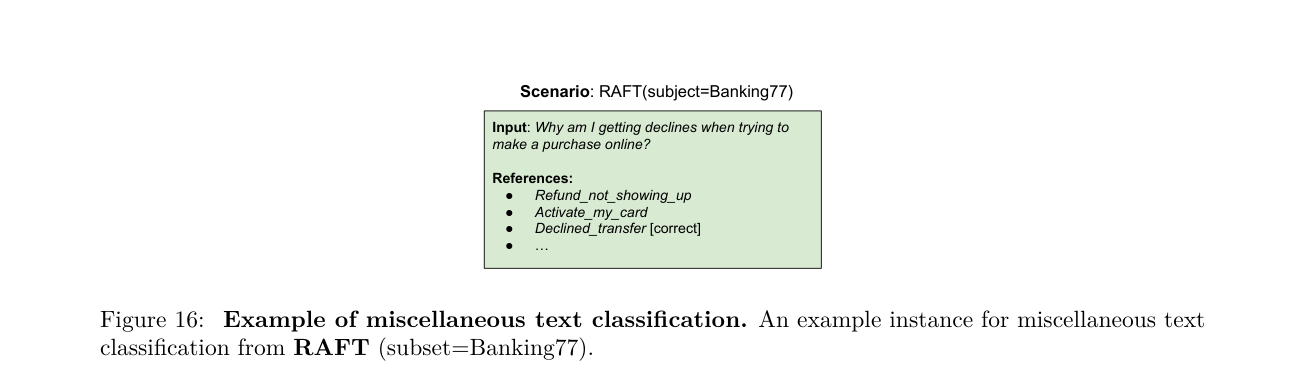 Scenario: RAFT(subject=Banking77)
Input: Why am I getting declines when trying to
make a purchase online?
References:
● Refund_not_showing_up
● Activate_my_card
● Declined_transfer [correct]
● …
Figure 16: Example of miscellaneous text classification. An example instance for miscellaneous text
classification from RAFT (subset=Banking77).